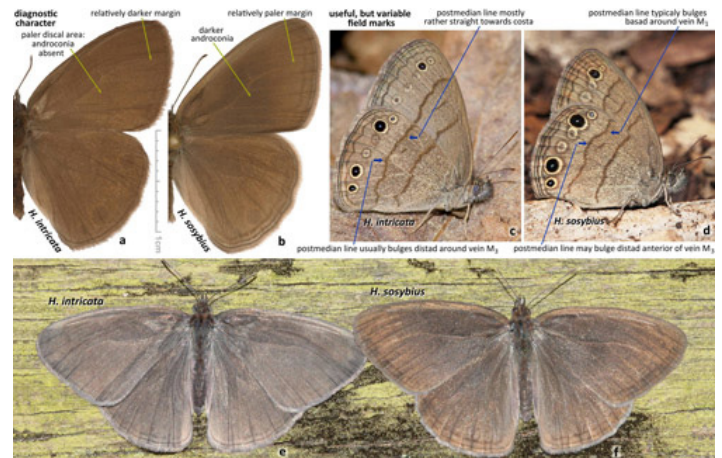 diagnostic
character
relatively darker margin
paler discal area:
androconia
absent
relatively paler margin
darker
androconia
useful, but variable
field marks
postmedian line mostly
rather straight towards costa
postmedian line typicaly bulges
basad around vein M1
H. intricata
a
1cm
H. sosybius
b
H. intricata
c
H. sosybius
d
postmedian line usually bulges distad around vein M3
postmedian line may bulge distad anterior of vein M3
H. intricata
e
H. sosybius
f